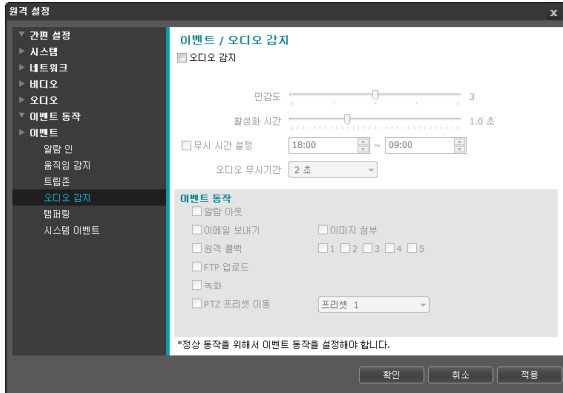 원격 설정
x
간편 설정
시스템
네트워크
비디오
오디오
이벤트 동작
이벤트
알람 인
움직임 감지
트립존
오디오 감지
탬퍼링
시스템 이벤트
이벤트 / 오디오 감지
오디오 감지
민감도 3
활성화 시간 1.0 초
무시 시간 설정 18:00 ~ 09:00
오디오 무시기간 2 초
이벤트 동작
알람 아웃
이메일 보내기 이미지 첨부
원격 콜백 1 2 3 4 5
FTP 업로드
녹화
PTZ 프리셋 이동 프리셋 1
*정상 동작을 위해서 이벤트 동작을 설정해야 합니다.
확인 취소 적용